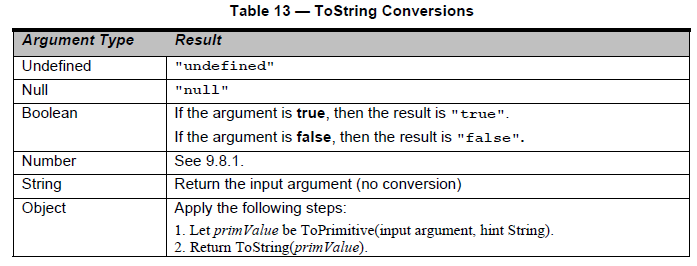 Table 13 — ToString Conversions
Argument Type Result
Undefined "undefined"
Null "null"
Boolean If the argument is true, then the result is "true".
If the argument is false, then the result is "false".
Number See 9.8.1.
String Return the input argument (no conversion)
Object Apply the following steps:
1. Let primValue be ToPrimitive(input argument, hint String).
2. Return ToString(primValue).